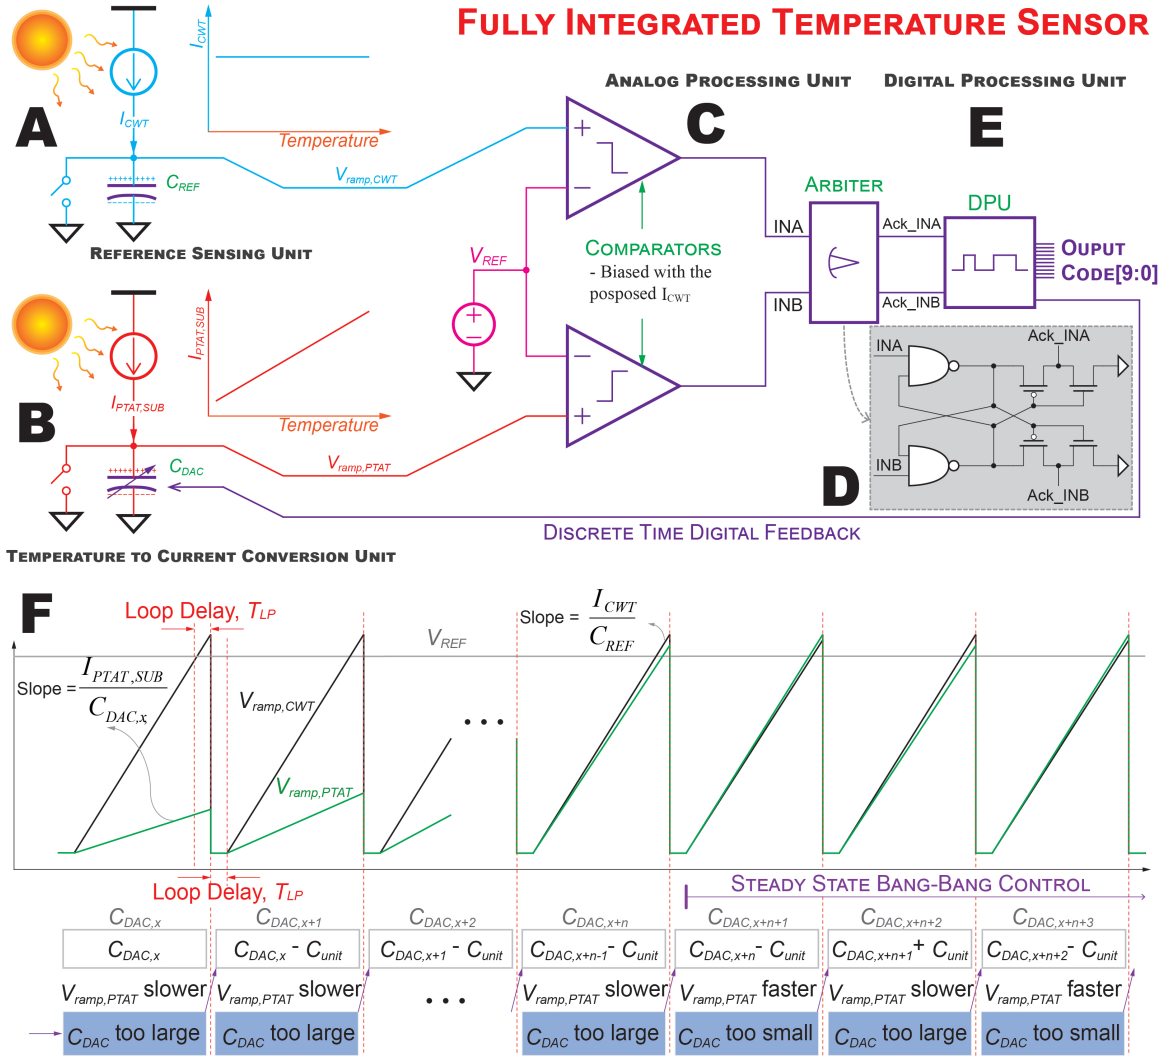 FULLY INTEGRATED TEMPERATURE SENSOR
I_CWT
A
I_CWT
Temperature
C_REF
V_ramp,CWT
REFERENCE SENSING UNIT
ANALOG PROCESSING UNIT
C
DIGITAL PROCESSING UNIT
E
+
−
V_REF
+
−
COMPARATORS
- Biased with the
posposed I_CWT
−
+
INA
INB
ARBITER
Ack_INA
Ack_INB
DPU
OUPUT
CODE[9:0]
I_PTAT,SUB
B
I_PTAT,SUB
Temperature
C_DAC
V_ramp,PTAT
INA
Ack_INA
INB
Ack_INB
D
DISCRETE TIME DIGITAL FEEDBACK
TEMPERATURE TO CURRENT CONVERSION UNIT
F
Loop Delay, T_LP
V_REF
Slope = I_CWT / C_REF
Slope = I_PTAT,SUB / C_DAC,x
V_ramp,CWT
...
V_ramp,PTAT
Loop Delay, T_LP
STEADY STATE BANG-BANG CONTROL
C_DAC,x C_DAC,x+1 C_DAC,x+2 C_DAC,x+n C_DAC,x+n+1 C_DAC,x+n+2 C_DAC,x+n+3
C_DAC,x C_DAC,x - C_unit C_DAC,x+1 - C_unit C_DAC,x+n-1 - C_unit C_DAC,x+n - C_unit C_DAC,x+n+1 + C_unit C_DAC,x+n+2 - C_unit
V_ramp,PTAT slower V_ramp,PTAT slower ... V_ramp,PTAT slower V_ramp,PTAT faster V_ramp,PTAT slower V_ramp,PTAT faster
C_DAC too large C_DAC too large C_DAC too large C_DAC too small C_DAC too large C_DAC too small